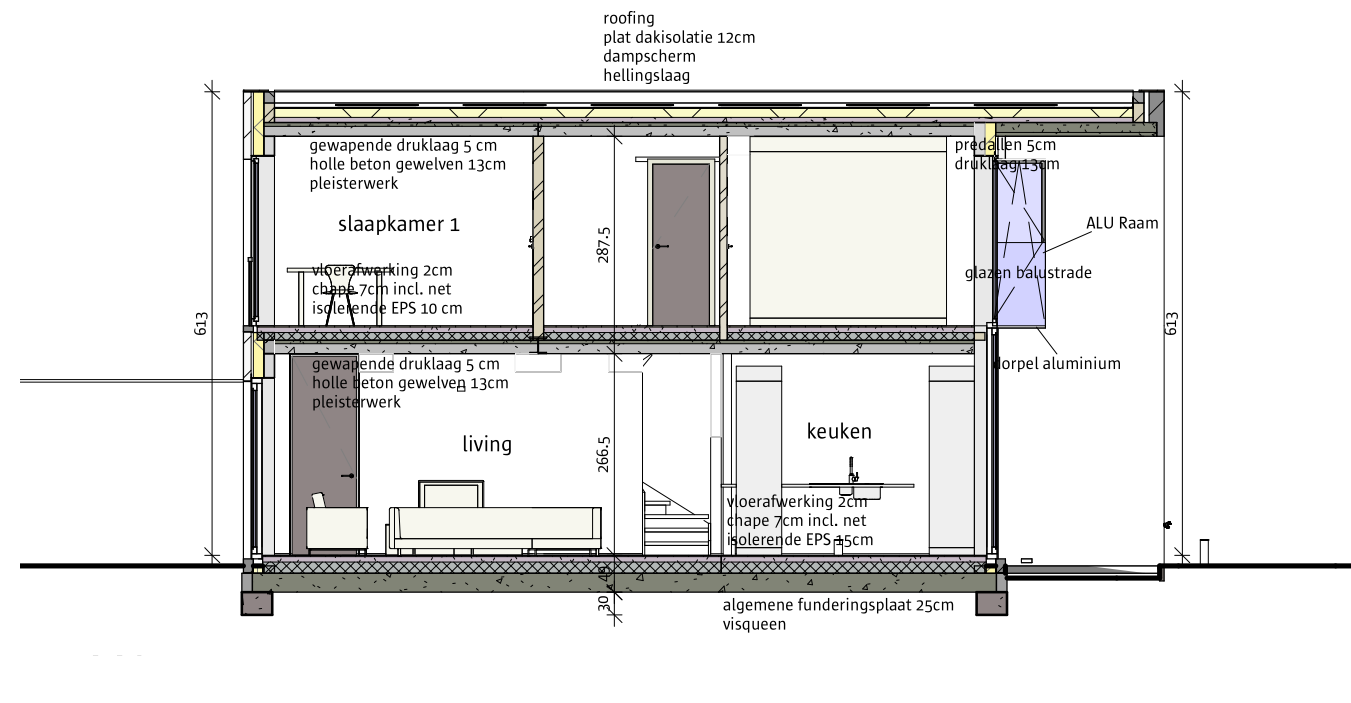 roofing
plat dakisolatie 12cm
dampscherm
hellingslaag
gewapende druklaag 5 cm
holle beton gewelven 13cm
pleisterwerk
predallen 5cm
druklaag 13cm
slaapkamer 1
ALU Raam
287.5
vloerafwerking 2cm
chape 7cm incl. net
isolerende EPS 10 cm
glazen balustrade
613
613
gewapende druklaag 5 cm
holle beton gewelven 13cm
pleisterwerk
dorpel aluminium
living
keuken
266.5
vloerafwerking 2cm
chape 7cm incl. net
isolerende EPS 15cm
49
30
algemene funderingsplaat 25cm
visqueen